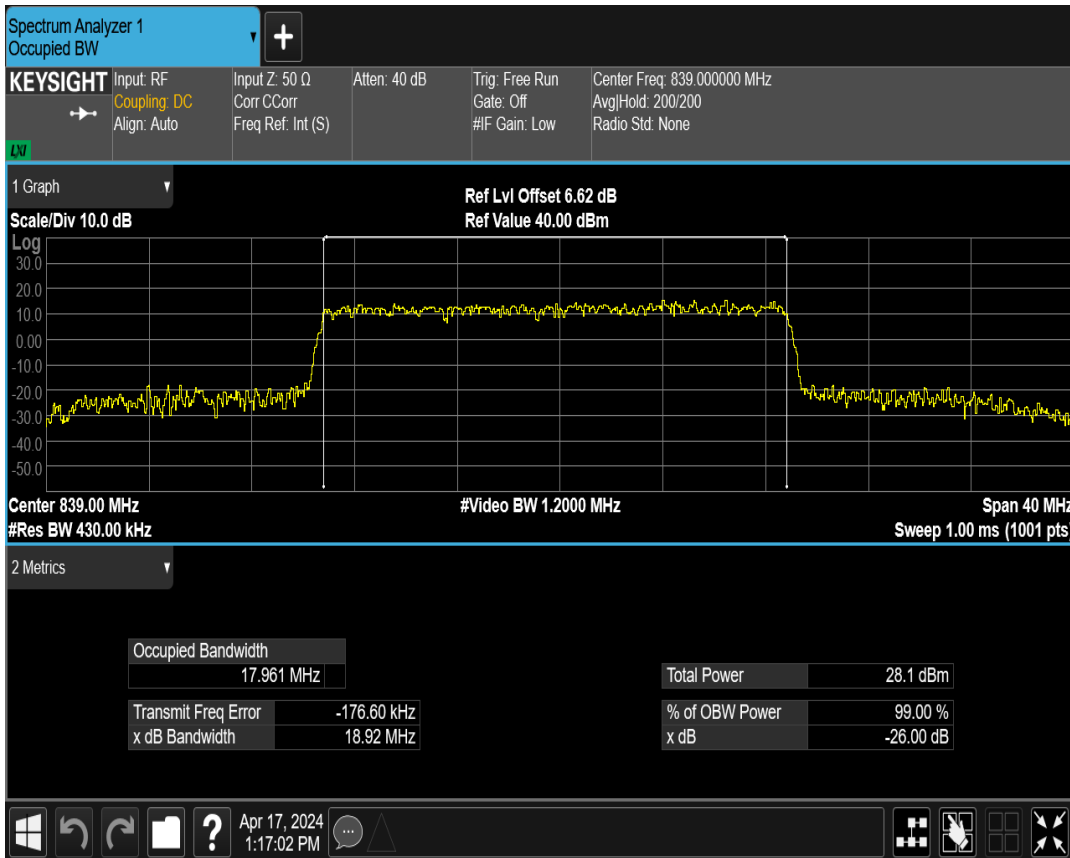 Spectrum Analyzer 1
Occupied BW
+
KEYSIGHT
LXI
Input: RF
Coupling: DC
Align: Auto
Input Z: 50 Ω
Corr CCorr
Freq Ref: Int (S)
Atten: 40 dB
Trig: Free Run
Gate: Off
#IF Gain: Low
Center Freq: 839.000000 MHz
Avg|Hold: 200/200
Radio Std: None
1 Graph
Scale/Div 10.0 dB
Ref Lvl Offset 6.62 dB
Ref Value 40.00 dBm
Log
30.0
20.0
10.0
0.00
-10.0
-20.0
-30.0
-40.0
-50.0
Center 839.00 MHz
#Video BW 1.2000 MHz
Span 40 MHz
#Res BW 430.00 kHz
Sweep 1.00 ms (1001 pts)
2 Metrics
Occupied Bandwidth
17.961 MHz
Total Power 28.1 dBm
Transmit Freq Error -176.60 kHz
% of OBW Power 99.00 %
x dB Bandwidth 18.92 MHz
x dB -26.00 dB
?
Apr 17, 2024
1:17:02 PM